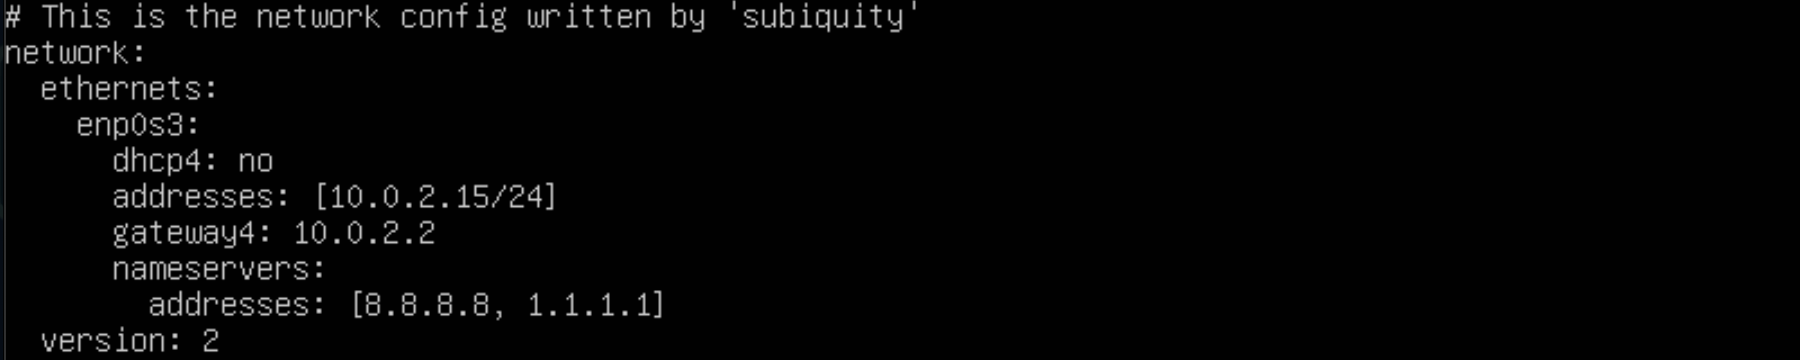 # This is the network config written by 'subiquity'
network:
  ethernets:
    enp0s3:
      dhcp4: no
      addresses: [10.0.2.15/24]
      gateway4: 10.0.2.2
      nameservers:
        addresses: [8.8.8.8, 1.1.1.1]
  version: 2